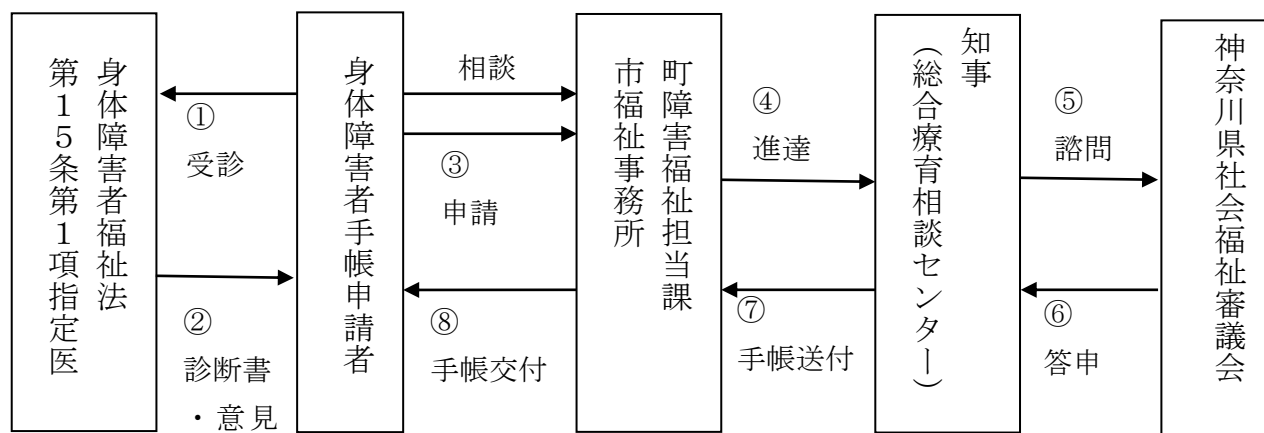 身体障害者福祉法
第１５条第１項指定医
①
受診
②
診断書
・意見
身体障害者手帳申請者
相談
③
申請
⑧
手帳交付
町障害福祉担当課
市福祉事務所
④
進達
⑦
手帳送付
知事
（総合療育相談センター）
⑤
諮問
⑥
答申
神奈川県社会福祉審議会